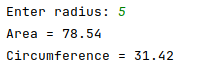 Enter radius: 5
Area = 78.54
Circumference = 31.42